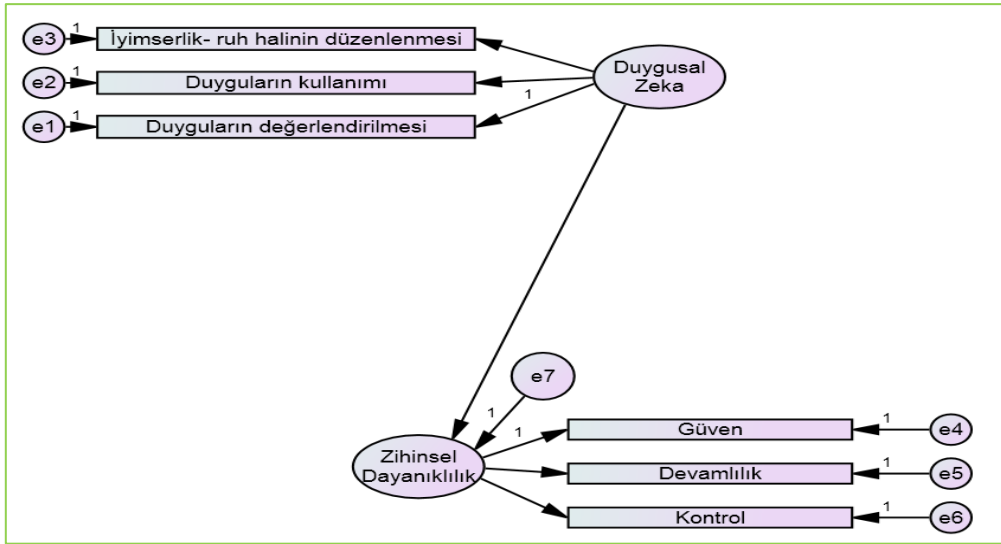 e3
1
İyimserlik- ruh halinin düzenlenmesi
e2
1
Duyguların kullanımı
e1
1
Duyguların değerlendirilmesi
1
Duygusal
Zeka
e7
1
1
Zihinsel
Dayanıklılık
Güven
1
e4
Devamlılık
1
e5
Kontrol
1
e6